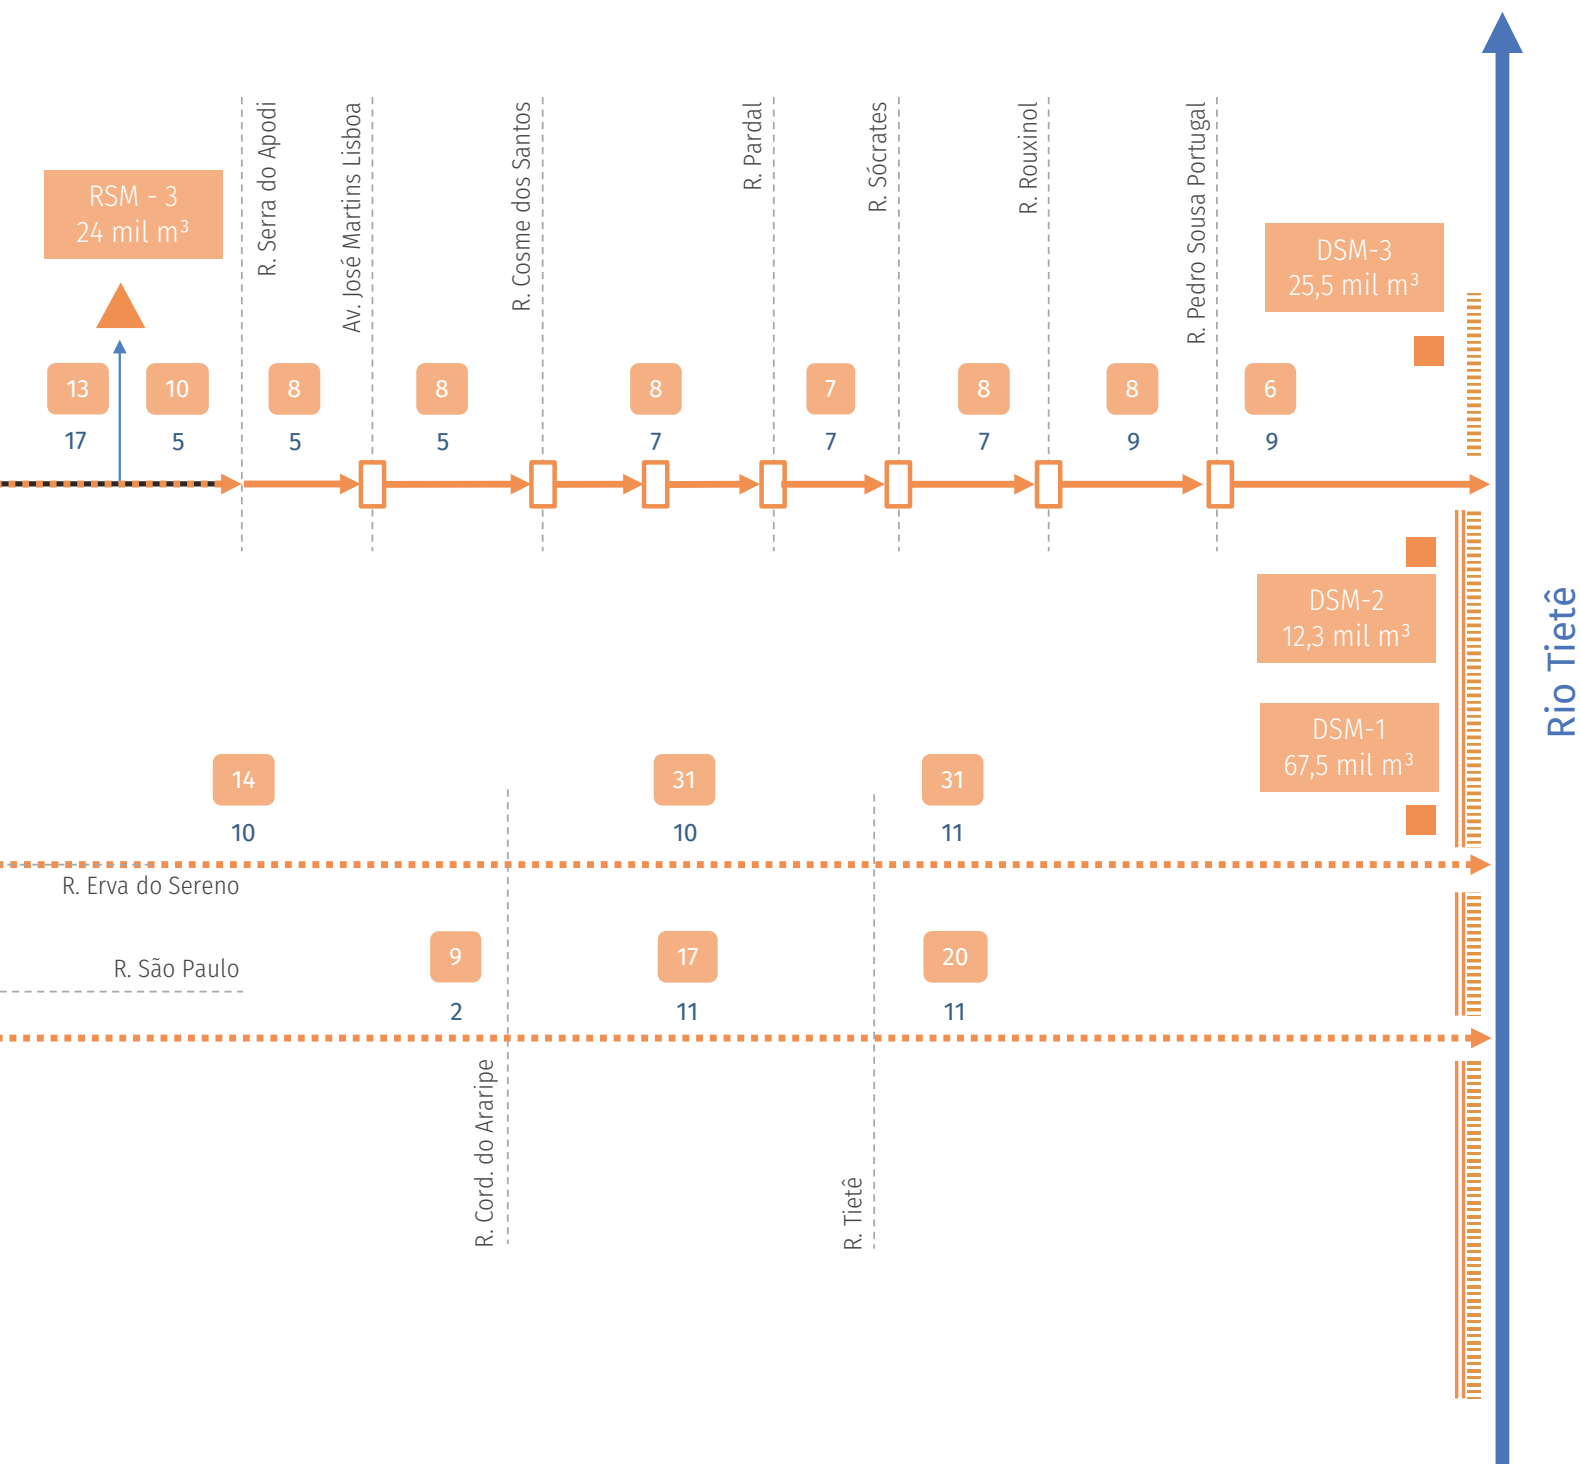 R. Serra do Apodi
Av. José Martins Lisboa
R. Cosme dos Santos
R. Pardal
R. Sócrates
R. Rouxinol
R. Pedro Sousa Portugal
RSM - 3
24 mil m³
DSM-3
25,5 mil m³
13
10
8
8
8
7
8
8
6
17
5
5
5
7
7
7
9
9
DSM-2
12,3 mil m³
Rio Tietê
DSM-1
67,5 mil m³
14
31
31
10
10
11
R. Erva do Sereno
R. São Paulo
9
17
20
2
11
11
R. Cord. do Araripe
R. Tietê